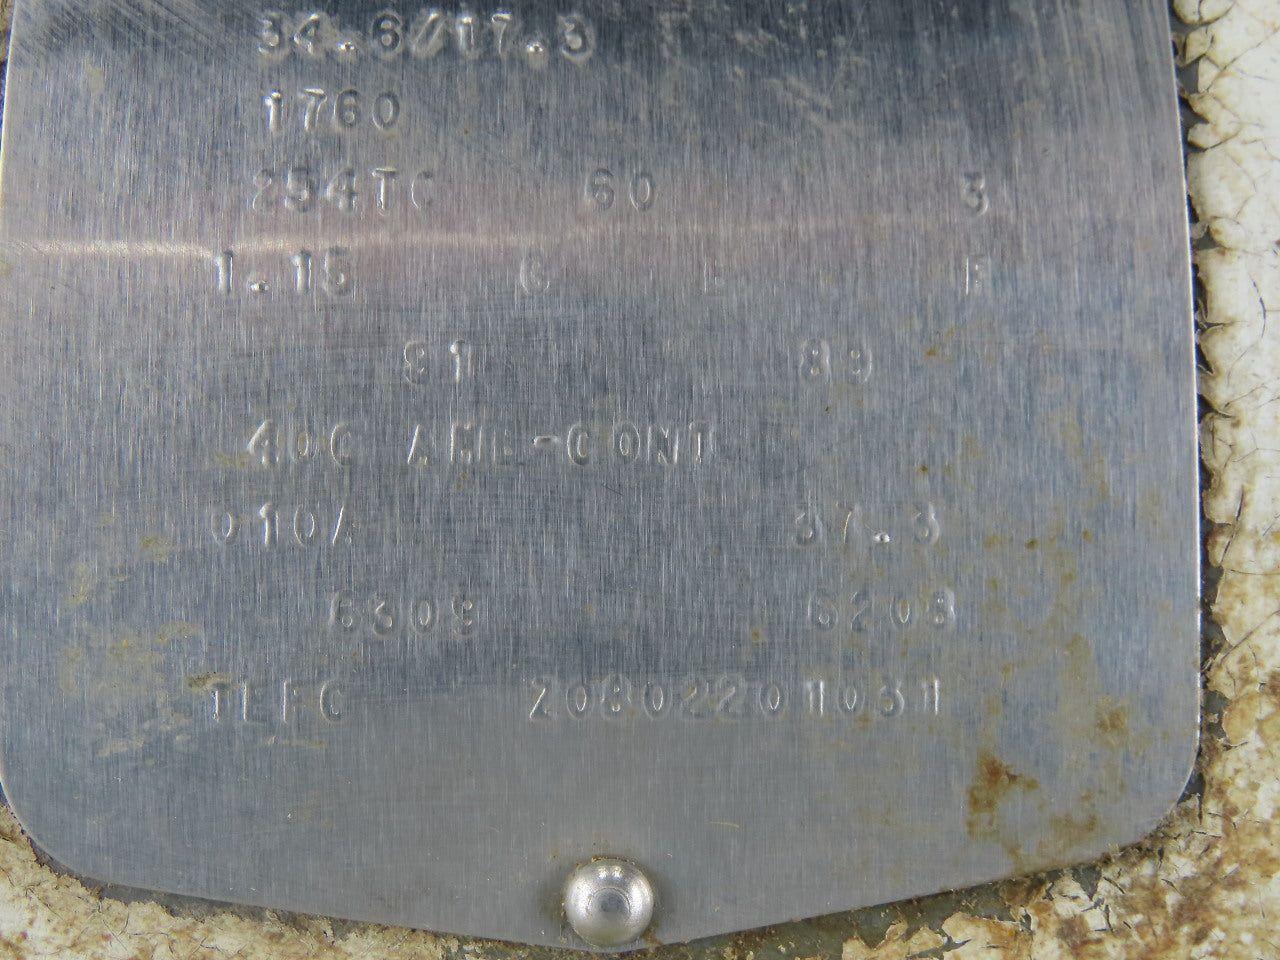 34.6/17.3
1760
254TC 60 3
1.15 G L F
91 89
40C AMB-CONT
010A 37.3
6309 6208
TEFC Z0802201031